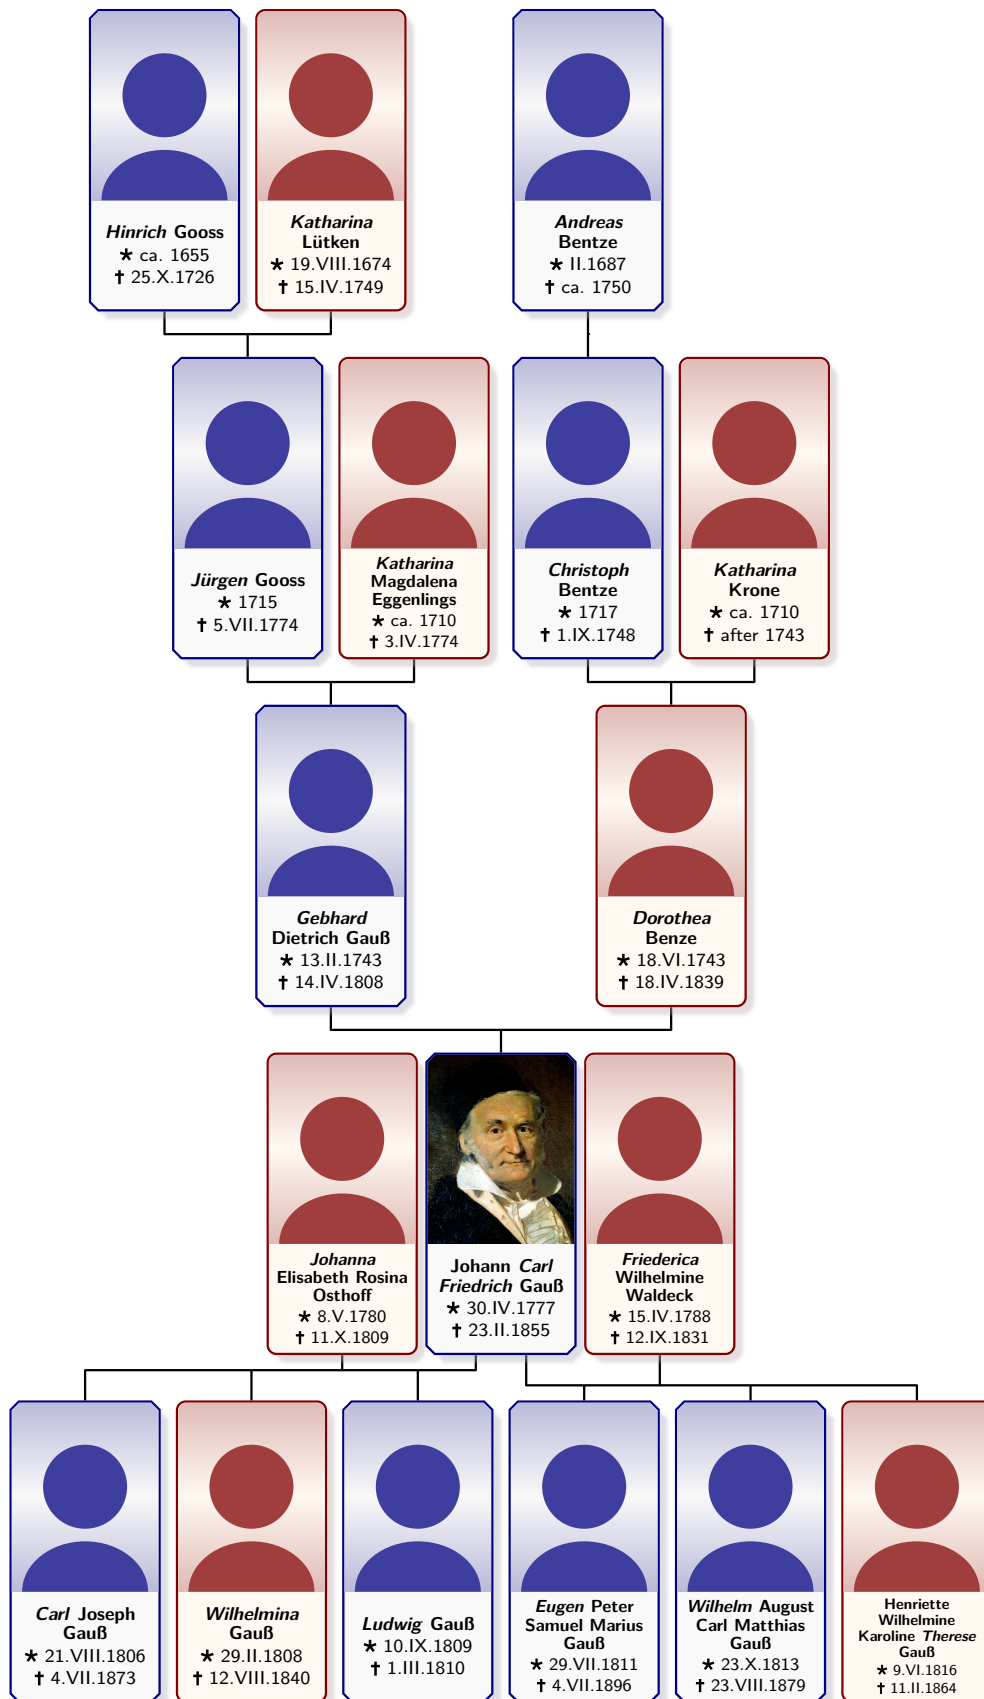 Hinrich Gooss
★ ca. 1655
† 25.X.1726
Katharina
Lütken
★ 19.VIII.1674
† 15.IV.1749
Andreas
Bentze
★ II.1687
† ca. 1750
Jürgen Gooss
★ 1715
† 5.VII.1774
Katharina
Magdalena
Eggenlings
★ ca. 1710
† 3.IV.1774
Christoph
Bentze
★ 1717
† 1.IX.1748
Katharina
Krone
★ ca. 1710
† after 1743
Gebhard
Dietrich Gauß
★ 13.II.1743
† 14.IV.1808
Dorothea
Benze
★ 18.VI.1743
† 18.IV.1839
Johanna
Elisabeth Rosina
Osthoff
★ 8.V.1780
† 11.X.1809
Johann Carl
Friedrich Gauß
★ 30.IV.1777
† 23.II.1855
Friederica
Wilhelmine
Waldeck
★ 15.IV.1788
† 12.IX.1831
Carl Joseph
Gauß
★ 21.VIII.1806
† 4.VII.1873
Wilhelmina
Gauß
★ 29.II.1808
† 12.VIII.1840
Ludwig Gauß
★ 10.IX.1809
† 1.III.1810
Eugen Peter
Samuel Marius
Gauß
★ 29.VII.1811
† 4.VII.1896
Wilhelm August
Carl Matthias
Gauß
★ 23.X.1813
† 23.VIII.1879
Henriette
Wilhelmine
Karoline Therese
Gauß
★ 9.VI.1816
† 11.II.1864